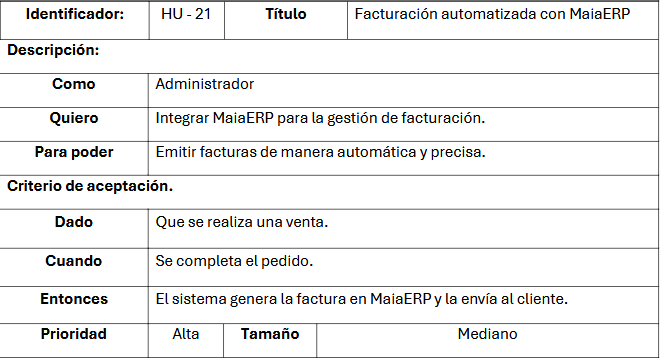 Identificador: HU - 21 Título Facturación automatizada con MaiaERP
Descripción:
Como Administrador
Quiero Integrar MaiaERP para la gestión de facturación.
Para poder Emitir facturas de manera automática y precisa.
Criterio de aceptación.
Dado Que se realiza una venta.
Cuando Se completa el pedido.
Entonces El sistema genera la factura en MaiaERP y la envía al cliente.
Prioridad Alta Tamaño Mediano